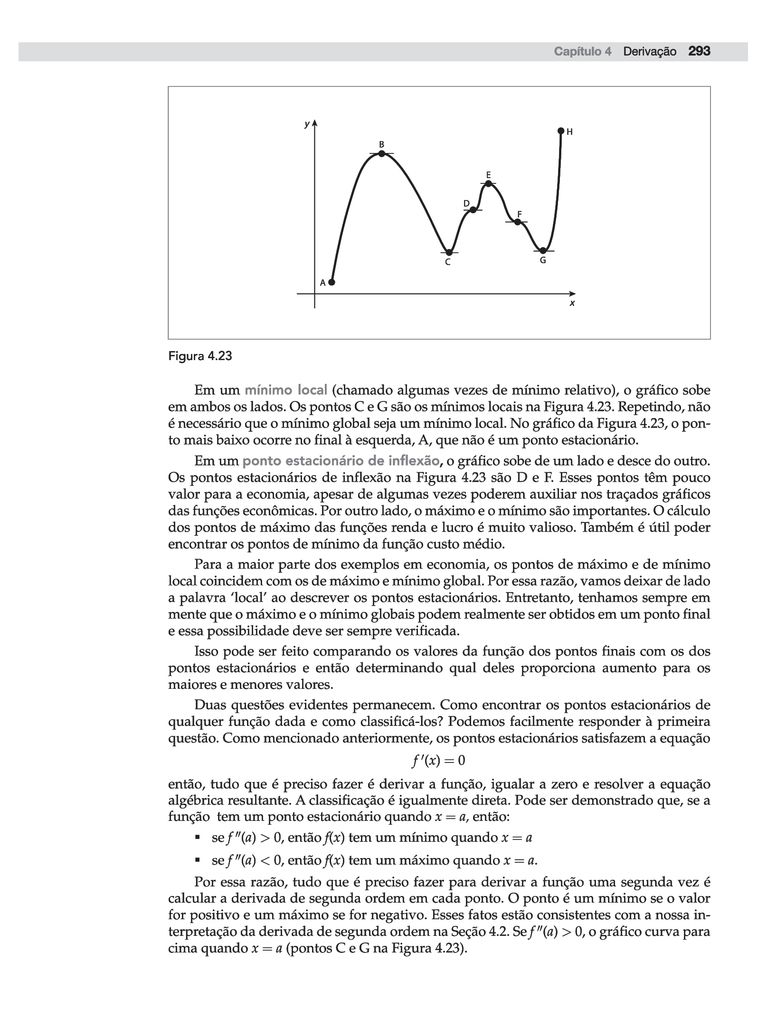 Capítulo 4 Derivação 293
y
B
H
E
D
F
C
G
A
x
Figura 4.23
Em um mínimo local (chamado algumas vezes de mínimo relativo), o gráfico sobe
em ambos os lados. Os pontos C e G são os mínimos locais na Figura 4.23. Repetindo, não
é necessário que o mínimo global seja um mínimo local. No gráfico da Figura 4.23, o pon-
to mais baixo ocorre no final à esquerda, A, que não é um ponto estacionário.
Em um ponto estacionário de inflexão, o gráfico sobe de um lado e desce do outro.
Os pontos estacionários de inflexão na Figura 4.23 são D e F. Esses pontos têm pouco
valor para a economia, apesar de algumas vezes poderem auxiliar nos traçados gráficos
das funções econômicas. Por outro lado, o máximo e o mínimo são importantes. O cálculo
dos pontos de máximo das funções renda e lucro é muito valioso. Também é útil poder
encontrar os pontos de mínimo da função custo médio.
Para a maior parte dos exemplos em economia, os pontos de máximo e de mínimo
local coincidem com os de máximo e mínimo global. Por essa razão, vamos deixar de lado
a palavra 'local' ao descrever os pontos estacionários. Entretanto, tenhamos sempre em
mente que o máximo e o mínimo globais podem realmente ser obtidos em um ponto final
e essa possibilidade deve ser sempre verificada.
Isso pode ser feito comparando os valores da função dos pontos finais com os dos
pontos estacionários e então determinando qual deles proporciona aumento para os
maiores e menores valores.
Duas questões evidentes permanecem. Como encontrar os pontos estacionários de
qualquer função dada e como classificá-los? Podemos facilmente responder à primeira
questão. Como mencionado anteriormente, os pontos estacionários satisfazem a equação
f′(x) = 0
então, tudo que é preciso fazer é derivar a função, igualar a zero e resolver a equação
algébrica resultante. A classificação é igualmente direta. Pode ser demonstrado que, se a
função tem um ponto estacionário quando x = a, então:
▪ se f″(a) > 0, então f(x) tem um mínimo quando x = a
▪ se f″(a) < 0, então f(x) tem um máximo quando x = a.
Por essa razão, tudo que é preciso fazer para derivar a função uma segunda vez é
calcular a derivada de segunda ordem em cada ponto. O ponto é um mínimo se o valor
for positivo e um máximo se for negativo. Esses fatos estão consistentes com a nossa in-
terpretação da derivada de segunda ordem na Seção 4.2. Se f″(a) > 0, o gráfico curva para
cima quando x = a (pontos C e G na Figura 4.23).